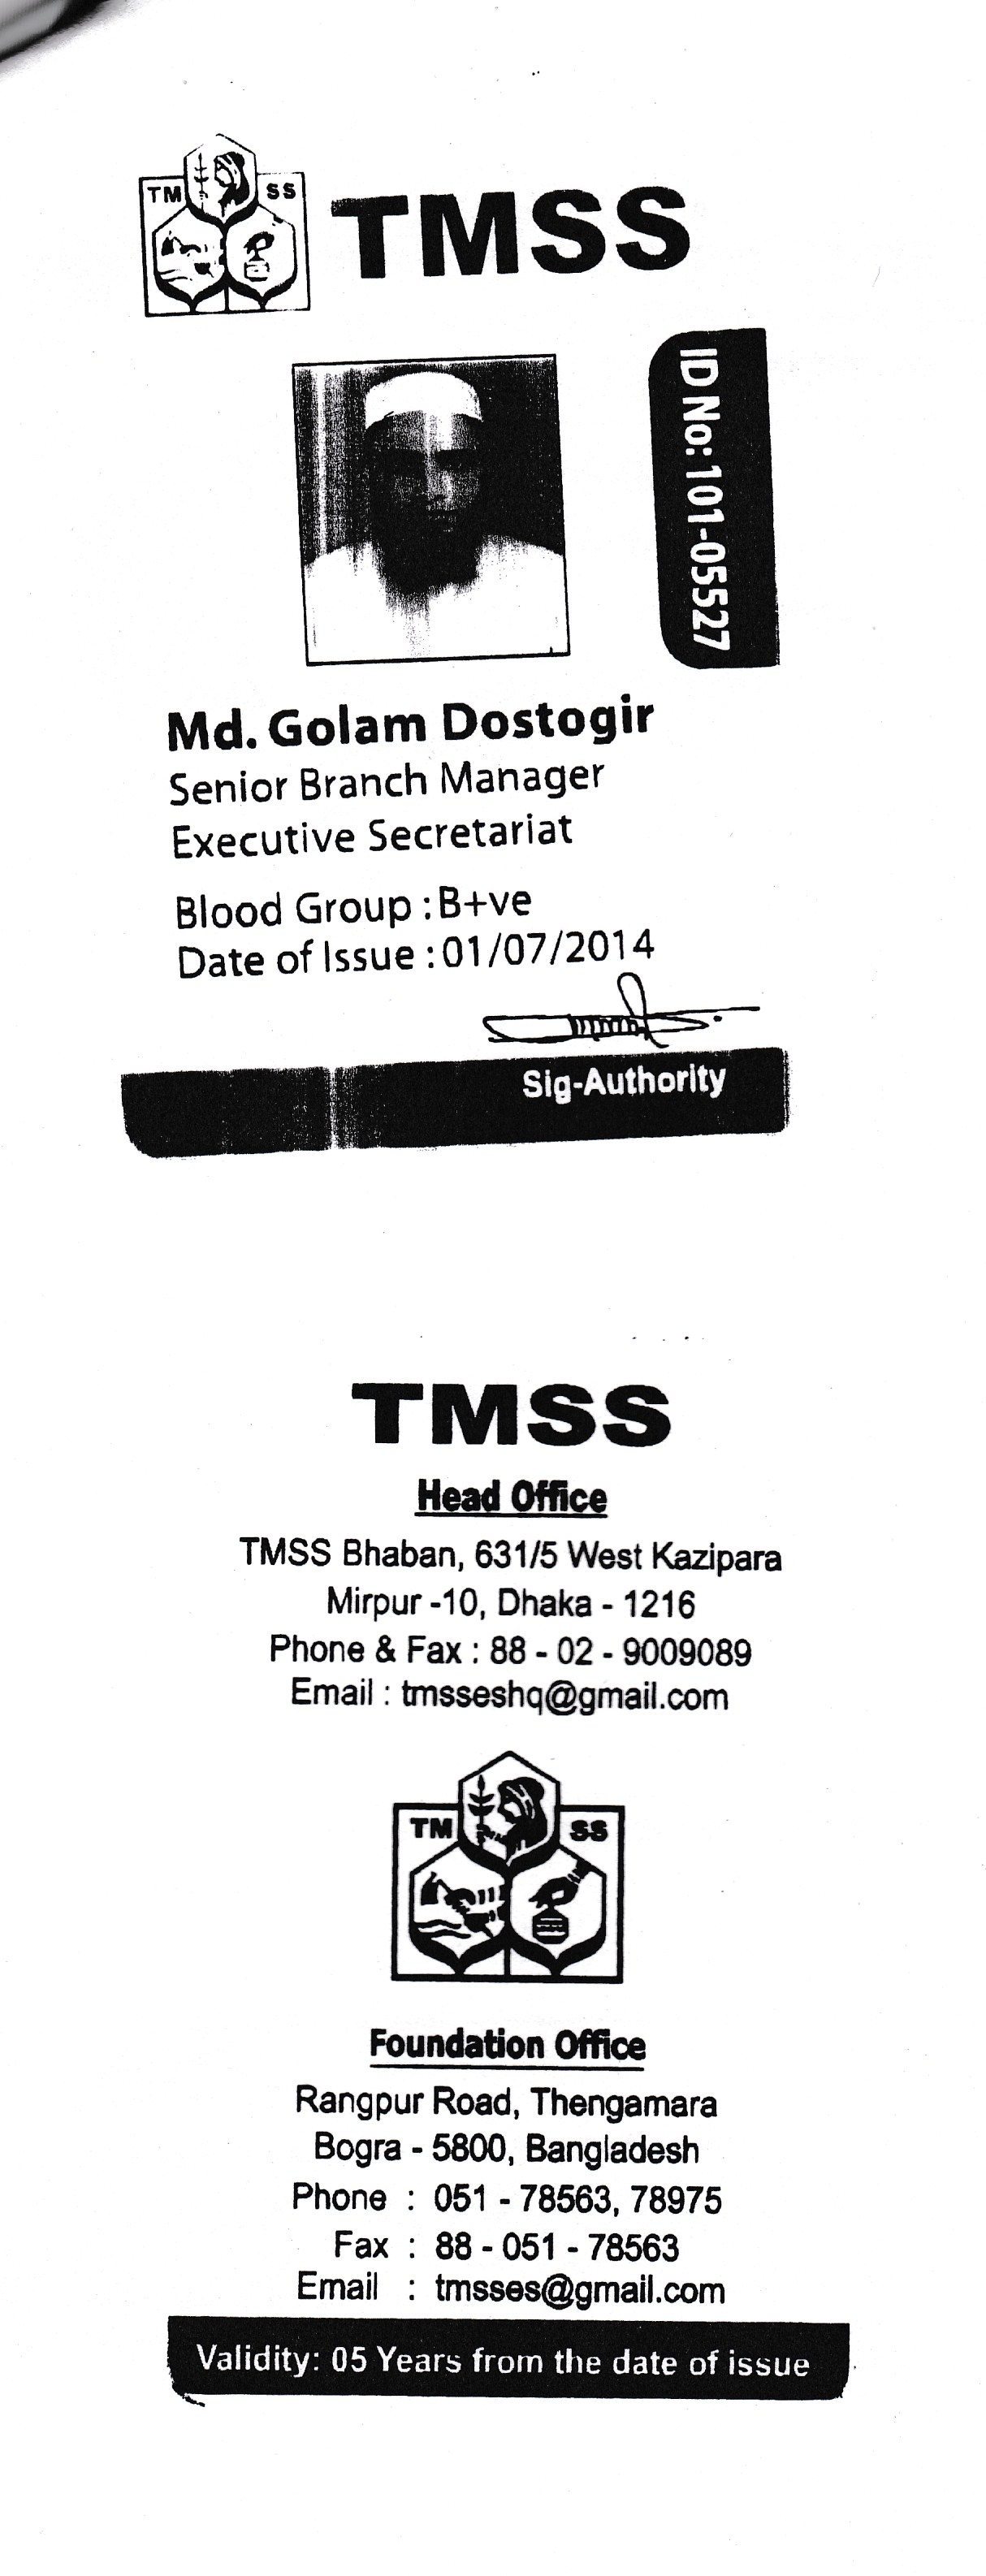 TM SS
TMSS
ID No: 101-05527
Md. Golam Dostogir
Senior Branch Manager
Executive Secretariat
Blood Group : B+ve
Date of Issue : 01/07/2014
Sig-Authority
TMSS
Head Office
TMSS Bhaban, 631/5 West Kazipara
Mirpur -10, Dhaka - 1216
Phone & Fax : 88 - 02 - 9009089
Email : tmsseshq@gmail.com
TM SS
Foundation Office
Rangpur Road, Thengamara
Bogra - 5800, Bangladesh
Phone : 051 - 78563, 78975
Fax : 88 - 051 - 78563
Email : tmsses@gmail.com
Validity: 05 Years from the date of issue